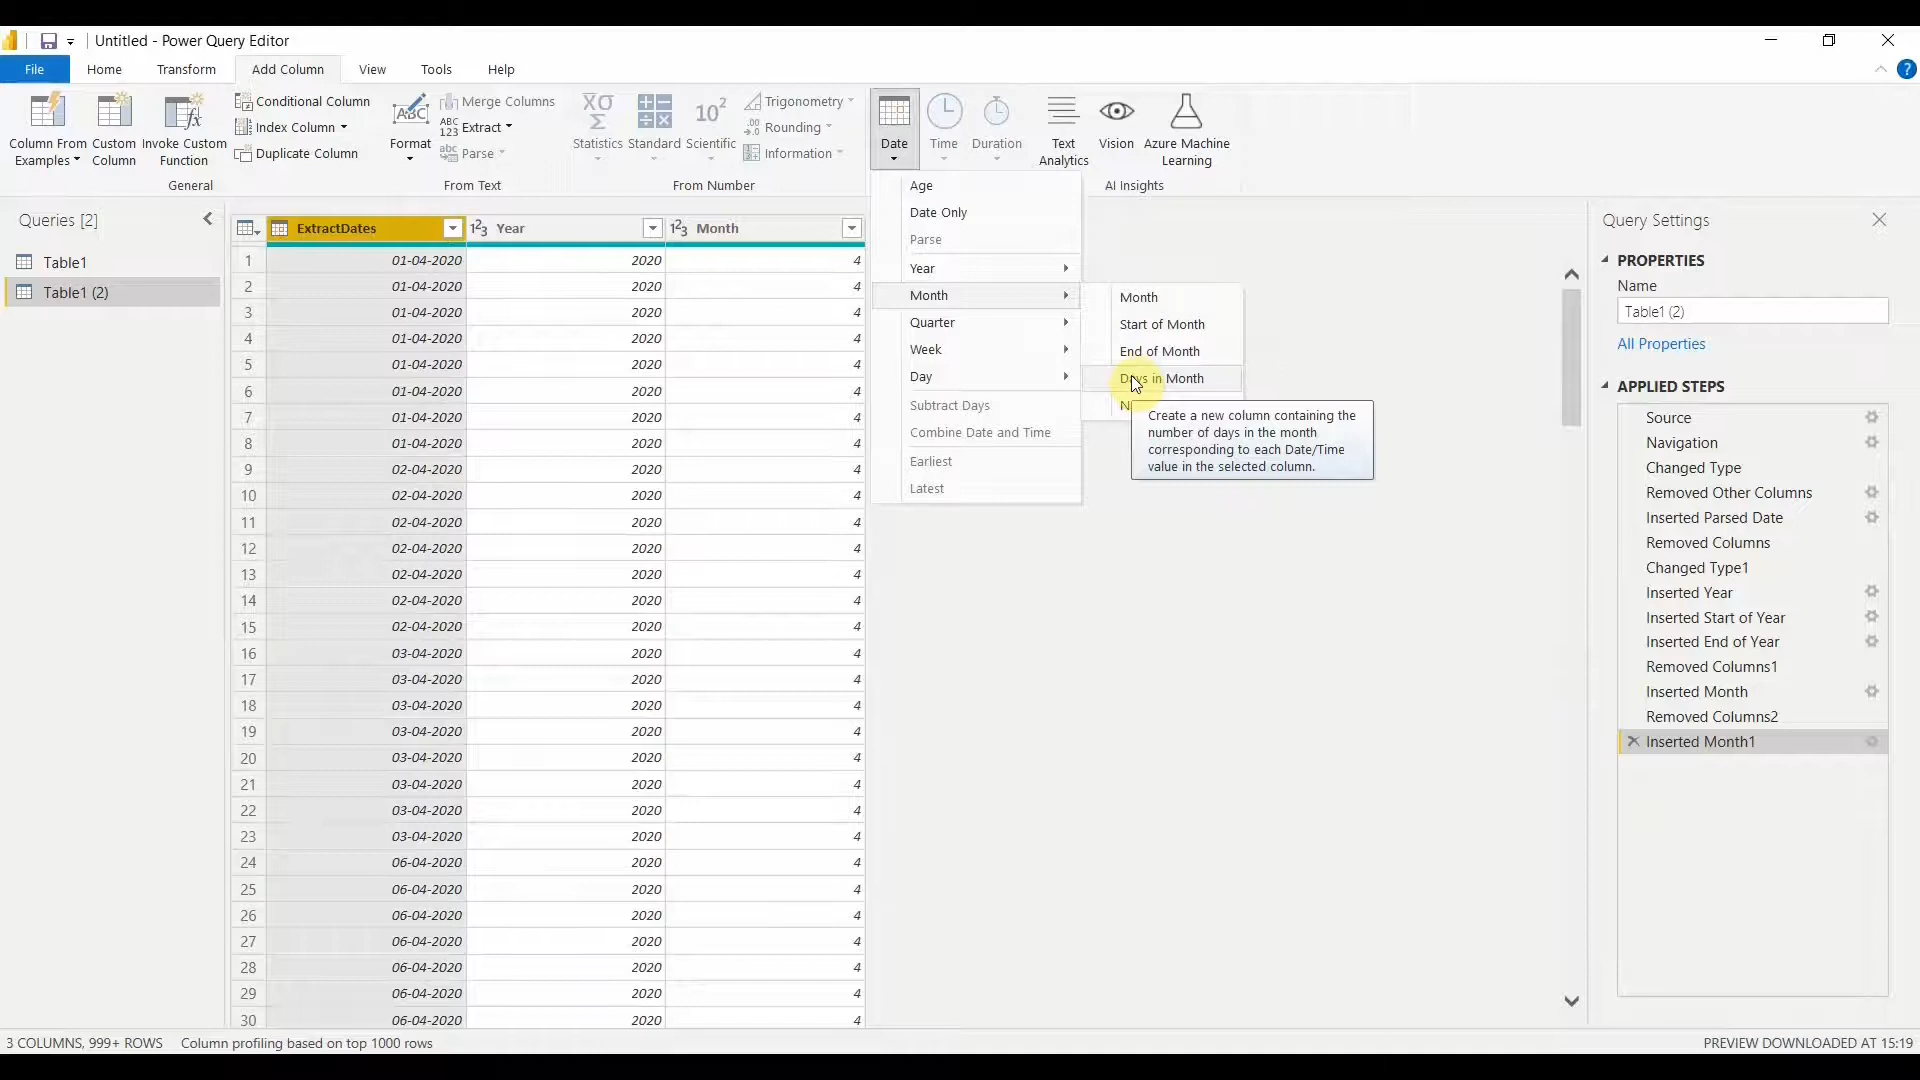 Untitled - Power Query Editor
File
Home
Transform
Add Column
View
Tools
Help
?
Column From
Examples
Custom
Column
Invoke Custom
Function
Conditional Column
Index Column
Duplicate Column
General
ABC
Format
Merge Columns
ABC
123 Extract
abc Parse
From Text
XΟ
Σ
Statistics
Standard
10²
Scientific
Trigonometry
.00
Rounding
Information
From Number
Date
Time
Duration
Text
Analytics
Vision
Azure Machine
Learning
AI Insights
Age
Date Only
Parse
Year
Month
Quarter
Week
Day
Subtract Days
Combine Date and Time
Earliest
Latest
Month
Start of Month
End of Month
Days in Month
Create a new column containing the
number of days in the month
corresponding to each Date/Time
value in the selected column.
Queries [2]
Table1
Table1 (2)
ExtractDates 1²3 Year 1²3 Month
1 01-04-2020 2020 4
2 01-04-2020 2020 4
3 01-04-2020 2020 4
4 01-04-2020 2020 4
5 01-04-2020 2020 4
6 01-04-2020 2020 4
7 01-04-2020 2020 4
8 01-04-2020 2020 4
9 02-04-2020 2020 4
10 02-04-2020 2020 4
11 02-04-2020 2020 4
12 02-04-2020 2020 4
13 02-04-2020 2020 4
14 02-04-2020 2020 4
15 02-04-2020 2020 4
16 03-04-2020 2020 4
17 03-04-2020 2020 4
18 03-04-2020 2020 4
19 03-04-2020 2020 4
20 03-04-2020 2020 4
21 03-04-2020 2020 4
22 03-04-2020 2020 4
23 03-04-2020 2020 4
24 06-04-2020 2020 4
25 06-04-2020 2020 4
26 06-04-2020 2020 4
27 06-04-2020 2020 4
28 06-04-2020 2020 4
29 06-04-2020 2020 4
30 06-04-2020 2020 4
Query Settings
PROPERTIES
Name
Table1 (2)
All Properties
APPLIED STEPS
Source
Navigation
Changed Type
Removed Other Columns
Inserted Parsed Date
Removed Columns
Changed Type1
Inserted Year
Inserted Start of Year
Inserted End of Year
Removed Columns1
Inserted Month
Removed Columns2
Inserted Month1
3 COLUMNS, 999+ ROWS
Column profiling based on top 1000 rows
PREVIEW DOWNLOADED AT 15:19